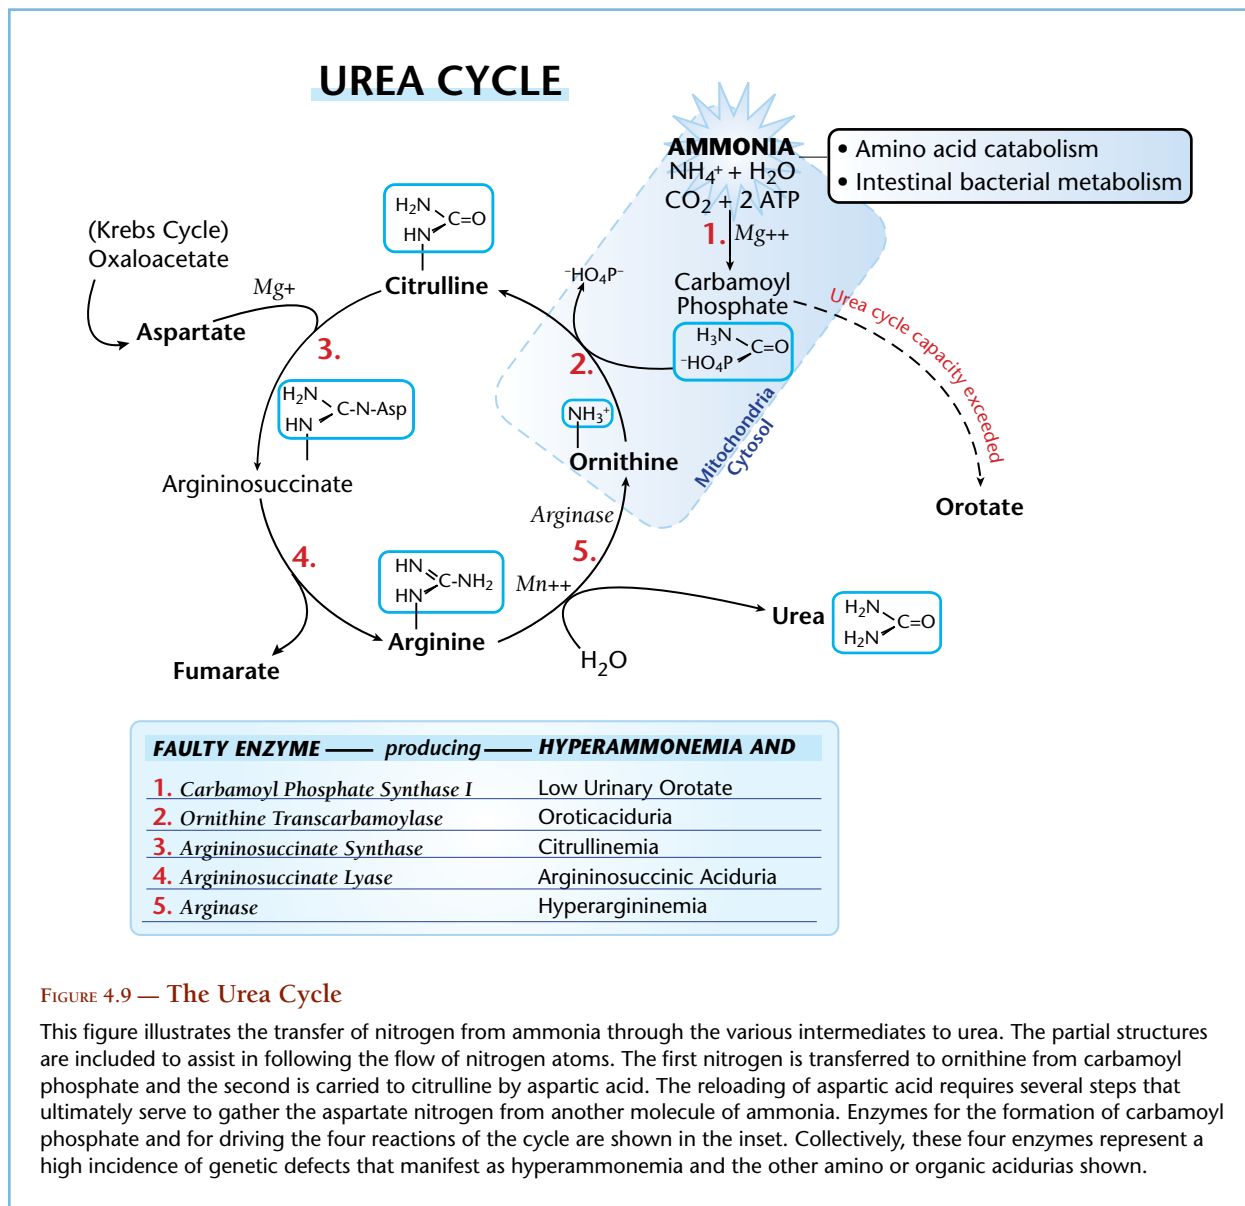 UREA CYCLE
AMMONIA
NH₄⁺ + H₂O
CO₂ + 2 ATP
• Amino acid catabolism
• Intestinal bacterial metabolism
1. Mg++
Carbamoyl
Phosphate
H₃N
⁻HO₄P
C=O
Urea cycle capacity exceeded
Orotate
Mitochondria
Cytosol
⁻HO₄P⁻
2.
NH₃⁺
Ornithine
H₂N
HN
C=O
Citrulline
(Krebs Cycle)
Oxaloacetate
Mg+
Aspartate
3.
H₂N
HN
C-N-Asp
Argininosuccinate
4.
Fumarate
HN
HN
C-NH₂
Arginine
Arginase
5.
Mn++
H₂O
Urea
H₂N
H₂N
C=O
FAULTY ENZYME producing HYPERAMMONEMIA AND
1. Carbamoyl Phosphate Synthase I Low Urinary Orotate
2. Ornithine Transcarbamoylase Oroticaciduria
3. Argininosuccinate Synthase Citrullinemia
4. Argininosuccinate Lyase Argininosuccinic Aciduria
5. Arginase Hyperargininemia
FIGURE 4.9 — The Urea Cycle
This figure illustrates the transfer of nitrogen from ammonia through the various intermediates to urea. The partial structures
are included to assist in following the flow of nitrogen atoms. The first nitrogen is transferred to ornithine from carbamoyl
phosphate and the second is carried to citrulline by aspartic acid. The reloading of aspartic acid requires several steps that
ultimately serve to gather the aspartate nitrogen from another molecule of ammonia. Enzymes for the formation of carbamoyl
phosphate and for driving the four reactions of the cycle are shown in the inset. Collectively, these four enzymes represent a
high incidence of genetic defects that manifest as hyperammonemia and the other amino or organic acidurias shown.